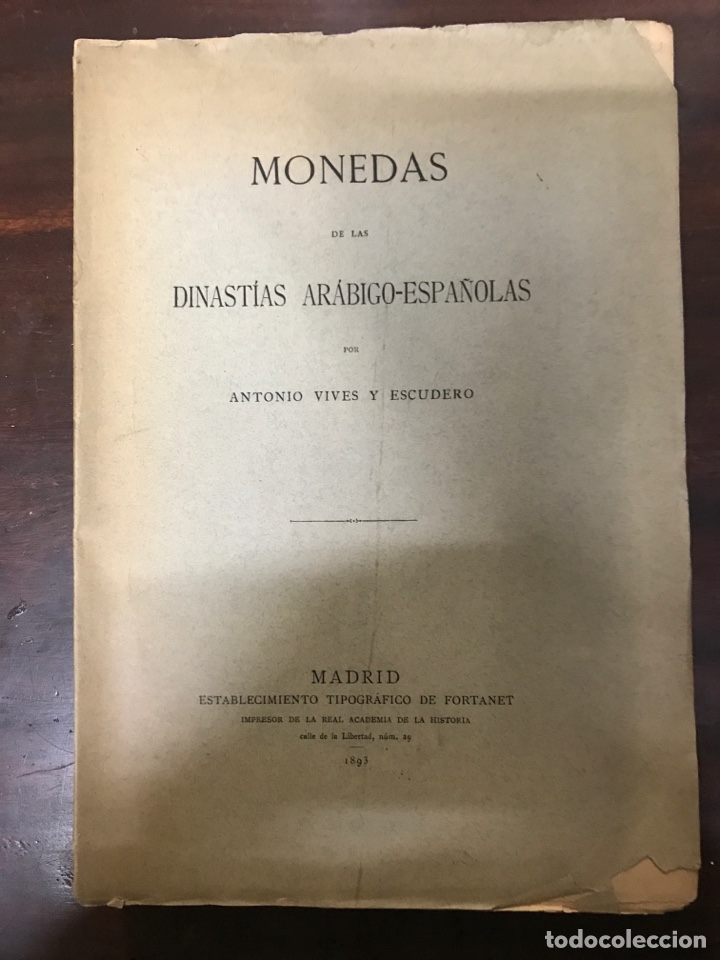 MONEDAS
DE LAS
DINASTÍAS ARÁBIGO-ESPAÑOLAS
POR
ANTONIO VIVES Y ESCUDERO
MADRID
ESTABLECIMIENTO TIPOGRÁFICO DE FORTANET
IMPRESOR DE LA REAL ACADEMIA DE LA HISTORIA
calle de la Libertad, núm. 29
1893
todocoleccion